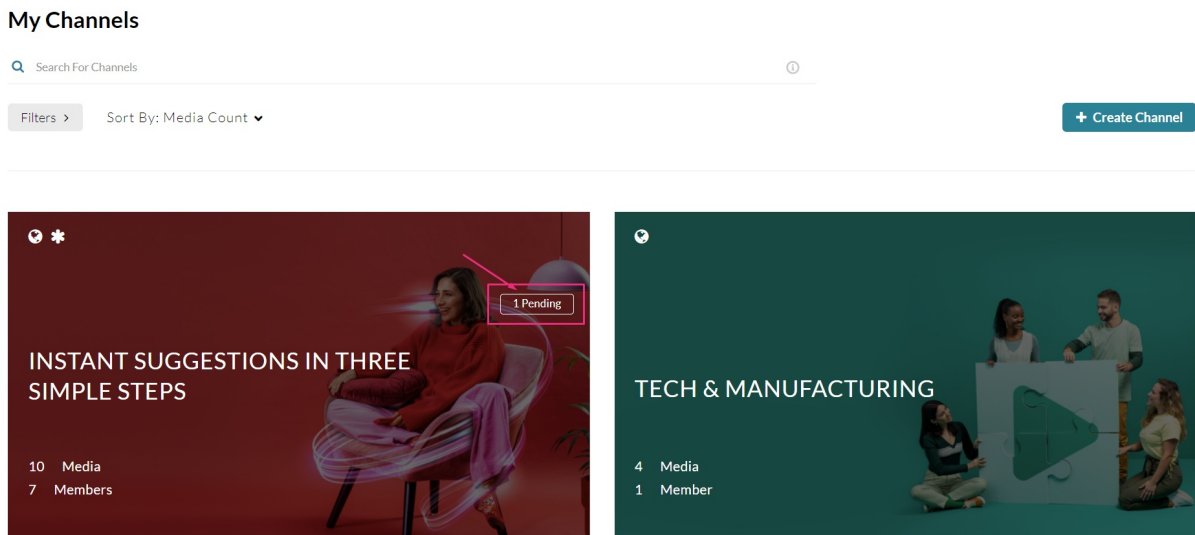 My Channels
Search For Channels
Filters >
Sort By: Media Count
+ Create Channel
1 Pending
INSTANT SUGGESTIONS IN THREE
SIMPLE STEPS
10 Media
7 Members
TECH & MANUFACTURING
4 Media
1 Member